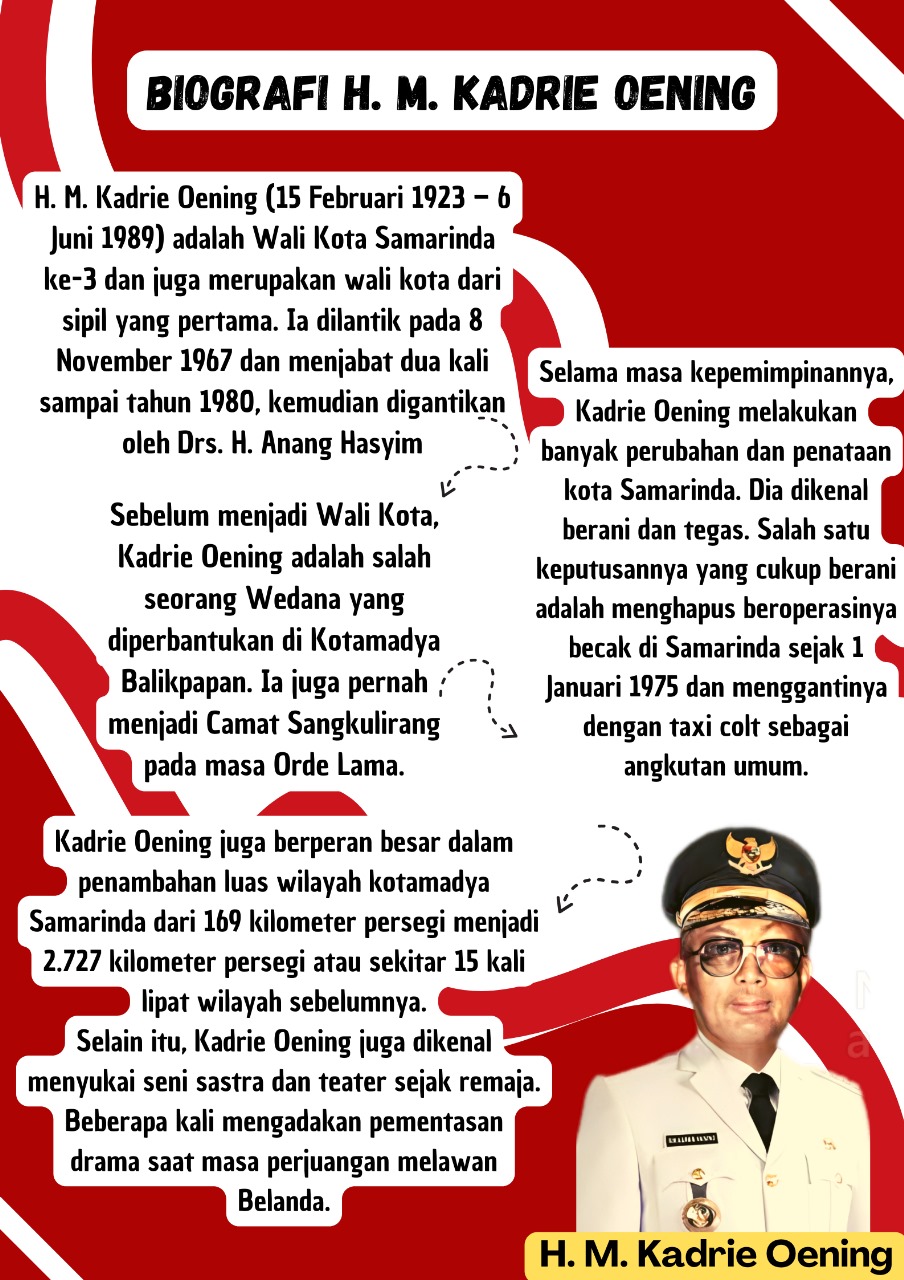 BIOGRAFI H. M. KADRIE OENING
H. M. Kadrie Oening (15 Februari 1923 – 6
Juni 1989) adalah Wali Kota Samarinda
ke-3 dan juga merupakan wali kota dari
sipil yang pertama. Ia dilantik pada 8
November 1967 dan menjabat dua kali
sampai tahun 1980, kemudian digantikan
oleh Drs. H. Anang Hasyim
Sebelum menjadi Wali Kota,
Kadrie Oening adalah salah
seorang Wedana yang
diperbantukan di Kotamadya
Balikpapan. Ia juga pernah
menjadi Camat Sangkulirang
pada masa Orde Lama.
Selama masa kepemimpinannya,
Kadrie Oening melakukan
banyak perubahan dan penataan
kota Samarinda. Dia dikenal
berani dan tegas. Salah satu
keputusannya yang cukup berani
adalah menghapus beroperasinya
becak di Samarinda sejak 1
Januari 1975 dan menggantinya
dengan taxi colt sebagai
angkutan umum.
Kadrie Oening juga berperan besar dalam
penambahan luas wilayah kotamadya
Samarinda dari 169 kilometer persegi menjadi
2.727 kilometer persegi atau sekitar 15 kali
lipat wilayah sebelumnya.
Selain itu, Kadrie Oening juga dikenal
menyukai seni sastra dan teater sejak remaja.
Beberapa kali mengadakan pementasan
drama saat masa perjuangan melawan
Belanda.
H. M. Kadrie Oening